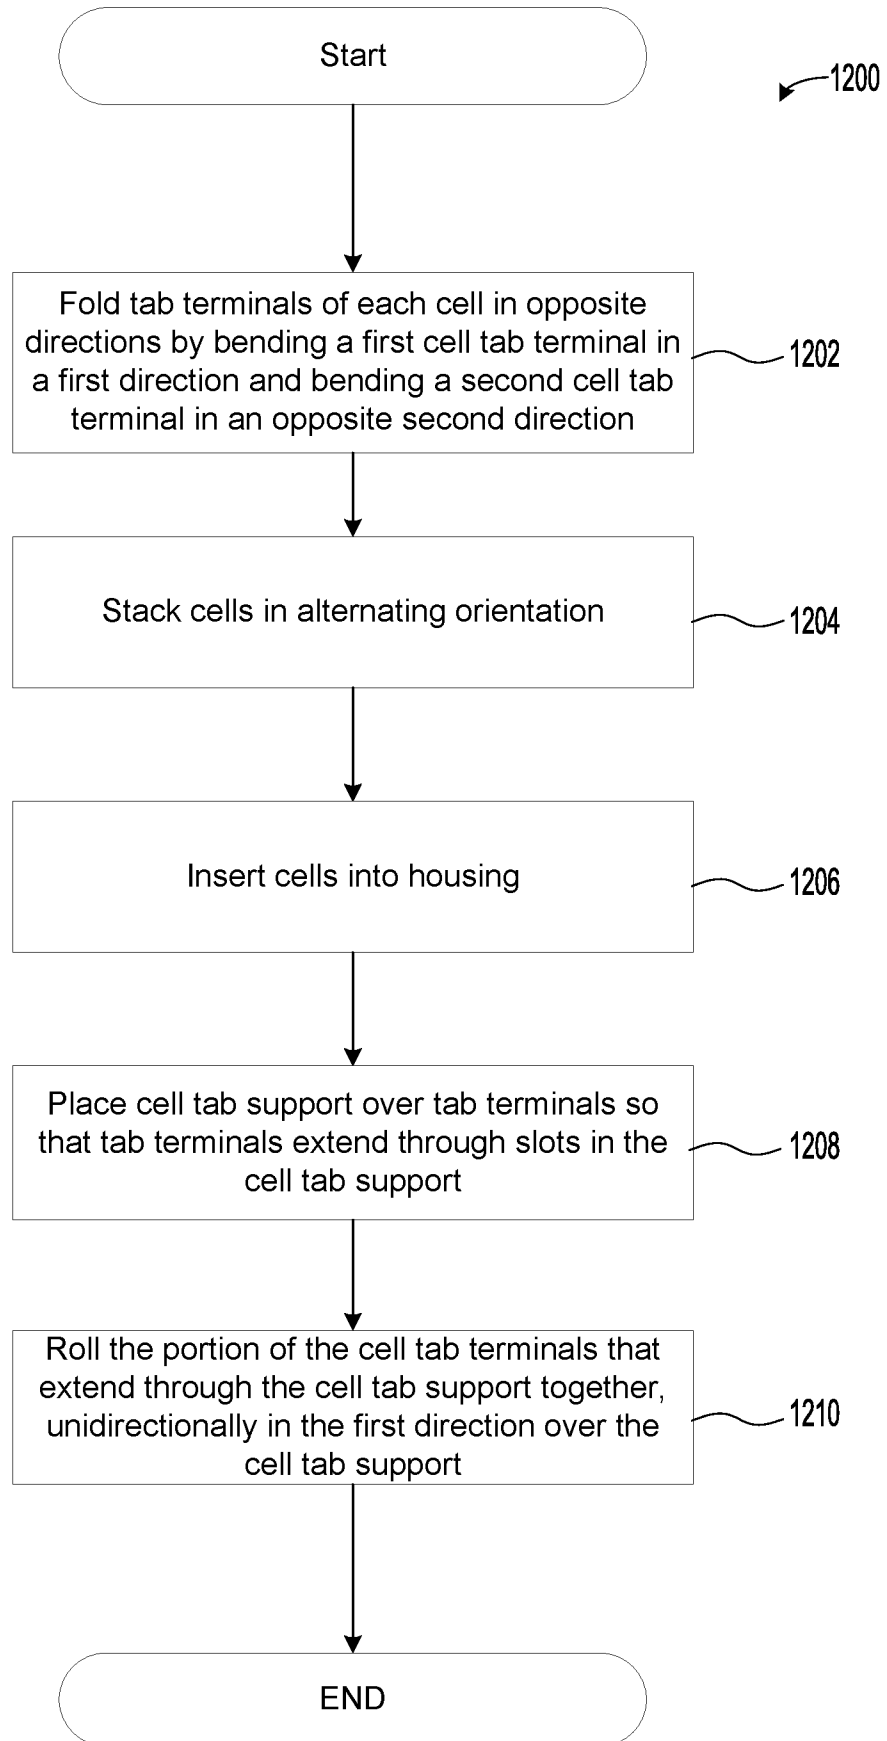 Start
1200
Fold tab terminals of each cell in opposite
directions by bending a first cell tab terminal in
a first direction and bending a second cell tab
terminal in an opposite second direction
1202
Stack cells in alternating orientation
1204
Insert cells into housing
1206
Place cell tab support over tab terminals so
that tab terminals extend through slots in the
cell tab support
1208
Roll the portion of the cell tab terminals that
extend through the cell tab support together,
unidirectionally in the first direction over the
cell tab support
1210
END